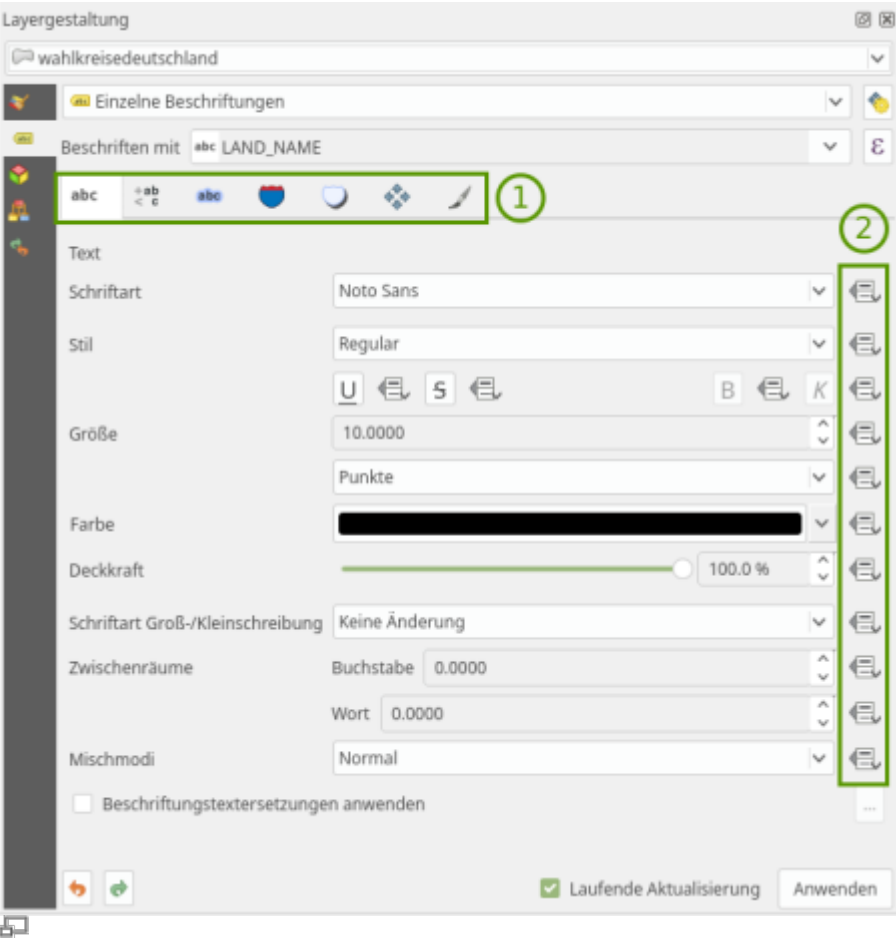 Layergestaltung
wahlkreisedeutschland
Einzelne Beschriftungen
Beschriften mit abc LAND_NAME ε
abc +ab < c abc 1
2
Text
Schriftart Noto Sans
Stil Regular
U S B K
Größe 10.0000
Punkte
Farbe
Deckkraft 100.0 %
Schriftart Groß-/Kleinschreibung Keine Änderung
Zwischenräume Buchstabe 0.0000
Wort 0.0000
Mischmodi Normal
Beschriftungstextersetzungen anwenden ...
Laufende Aktualisierung Anwenden